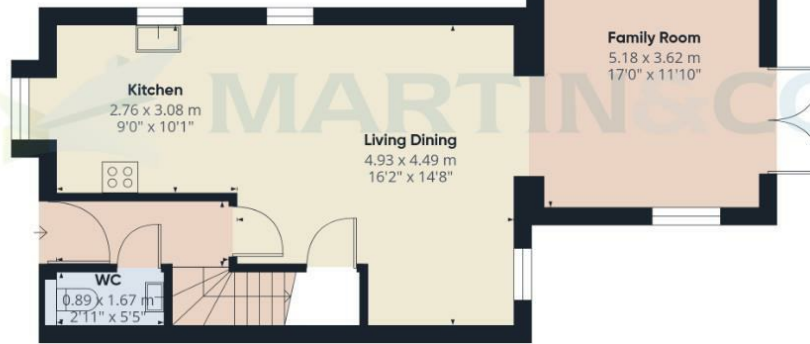 Family Room
5.18 x 3.62 m
17'0" x 11'10"
Kitchen
2.76 x 3.08 m
9'0" x 10'1"
MARTIN&CO
Living Dining
4.93 x 4.49 m
16'2" x 14'8"
WC
0.89 x 1.67 m
2'11" x 5'5"